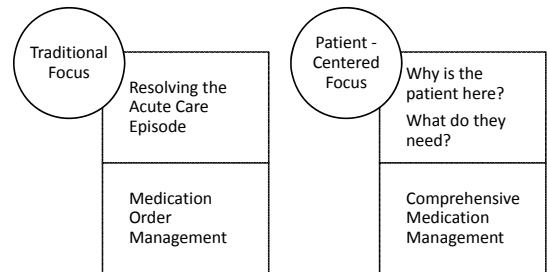 Traditional
Focus
Resolving the
Acute Care
Episode
Medication
Order
Management
Patient -
Centered
Focus
Why is the
patient here?
What do they
need?
Comprehensive
Medication
Management